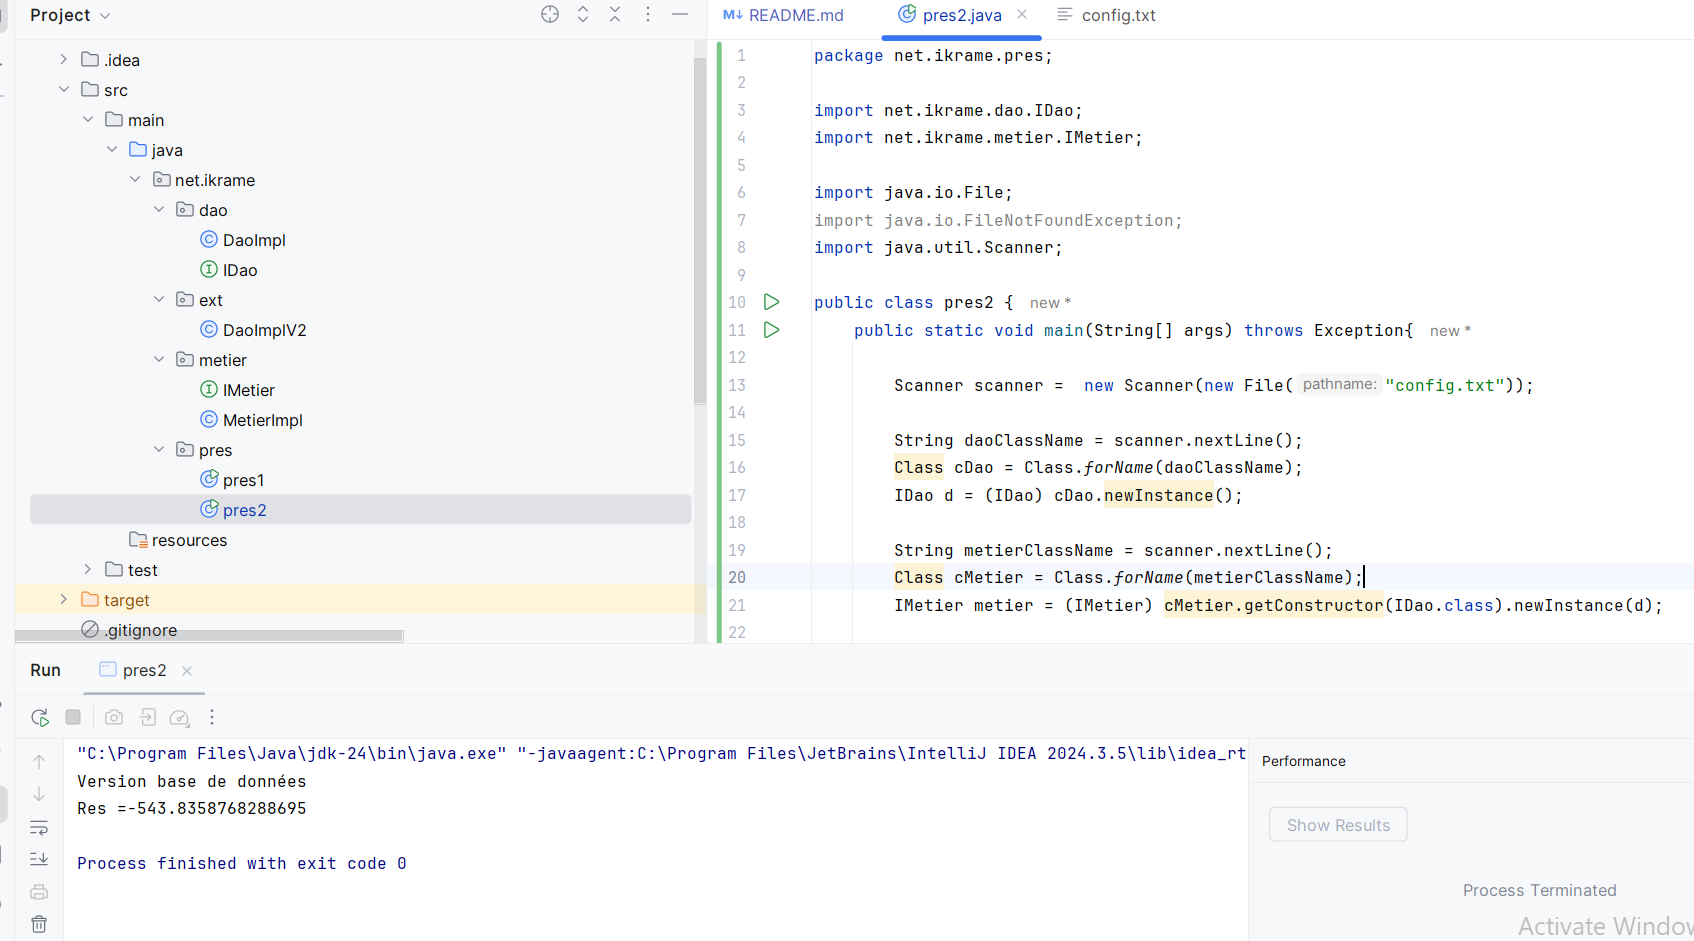 Project
.idea
src
main
java
net.ikrame
dao
DaoImpl
IDao
ext
DaoImplV2
metier
IMetier
MetierImpl
pres
pres1
pres2
resources
test
target
.gitignore
README.md
pres2.java
config.txt
1 package net.ikrame.pres;
2
3 import net.ikrame.dao.IDao;
4 import net.ikrame.metier.IMetier;
5
6 import java.io.File;
7 import java.io.FileNotFoundException;
8 import java.util.Scanner;
9
10 public class pres2 { new *
11 public static void main(String[] args) throws Exception{ new *
12
13 Scanner scanner =  new Scanner(new File( pathname: "config.txt"));
14
15 String daoClassName = scanner.nextLine();
16 Class cDao = Class.forName(daoClassName);
17 IDao d = (IDao) cDao.newInstance();
18
19 String metierClassName = scanner.nextLine();
20 Class cMetier = Class.forName(metierClassName);
21 IMetier metier = (IMetier) cMetier.getConstructor(IDao.class).newInstance(d);
22
Run
pres2
"C:\Program Files\Java\jdk-24\bin\java.exe" "-javaagent:C:\Program Files\JetBrains\IntelliJ IDEA 2024.3.5\lib\idea_rt
Version base de données
Res =-543.8358768288695
Process finished with exit code 0
Performance
Show Results
Process Terminated
Activate Window